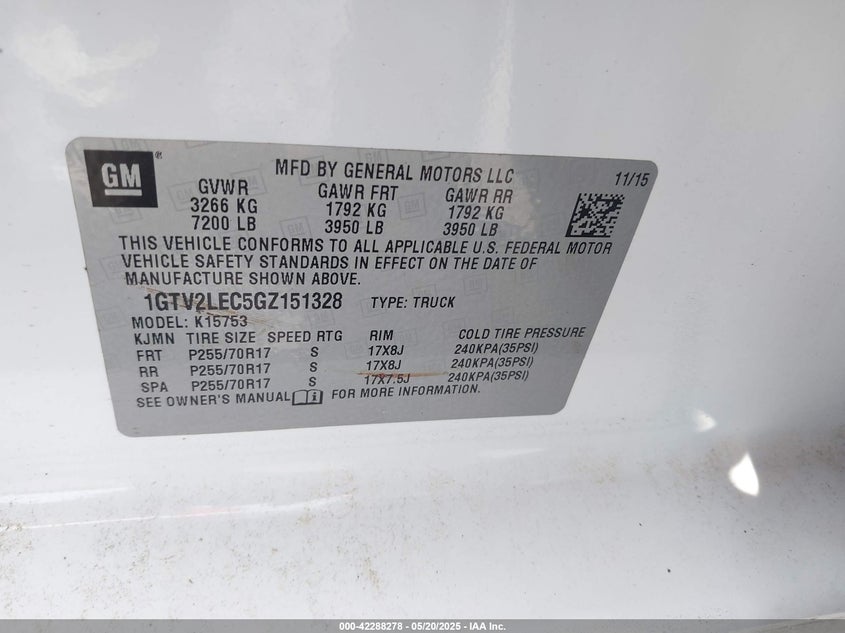 GM
®
MFD BY GENERAL MOTORS LLC
11/15
GVWR GAWR FRT GAWR RR
3266 KG 1792 KG 1792 KG
7200 LB 3950 LB 3950 LB
THIS VEHICLE CONFORMS TO ALL APPLICABLE U.S. FEDERAL MOTOR
VEHICLE SAFETY STANDARDS IN EFFECT ON THE DATE OF
MANUFACTURE SHOWN ABOVE.
1GTV2LEC5GZ151328 TYPE: TRUCK
MODEL: K15753
KJMN TIRE SIZE SPEED RTG RIM COLD TIRE PRESSURE
FRT P255/70R17 S 17X8J 240KPA(35PSI)
RR P255/70R17 S 17X8J 240KPA(35PSI)
SPA P255/70R17 S 17X7.5J 240KPA(35PSI)
SEE OWNER'S MANUAL FOR MORE INFORMATION.
000-42288278 - 05/20/2025 - IAA Inc.